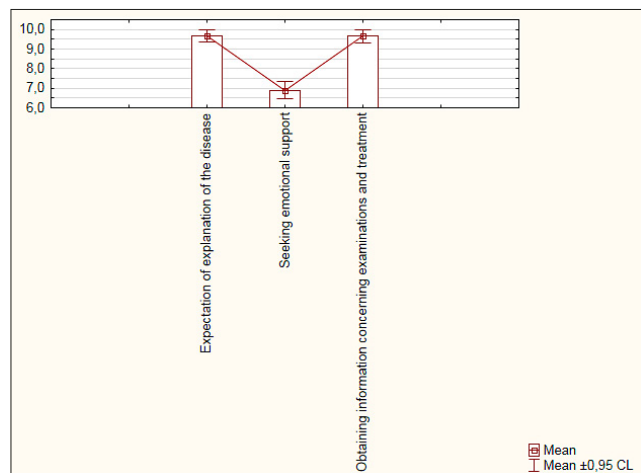 10,0
9,0
8,0
7,0
6,0
Expectation of explanation of the disease
Seeking emotional support
Obtaining information concerning examinations and treatment
Mean
Mean ±0,95 CL